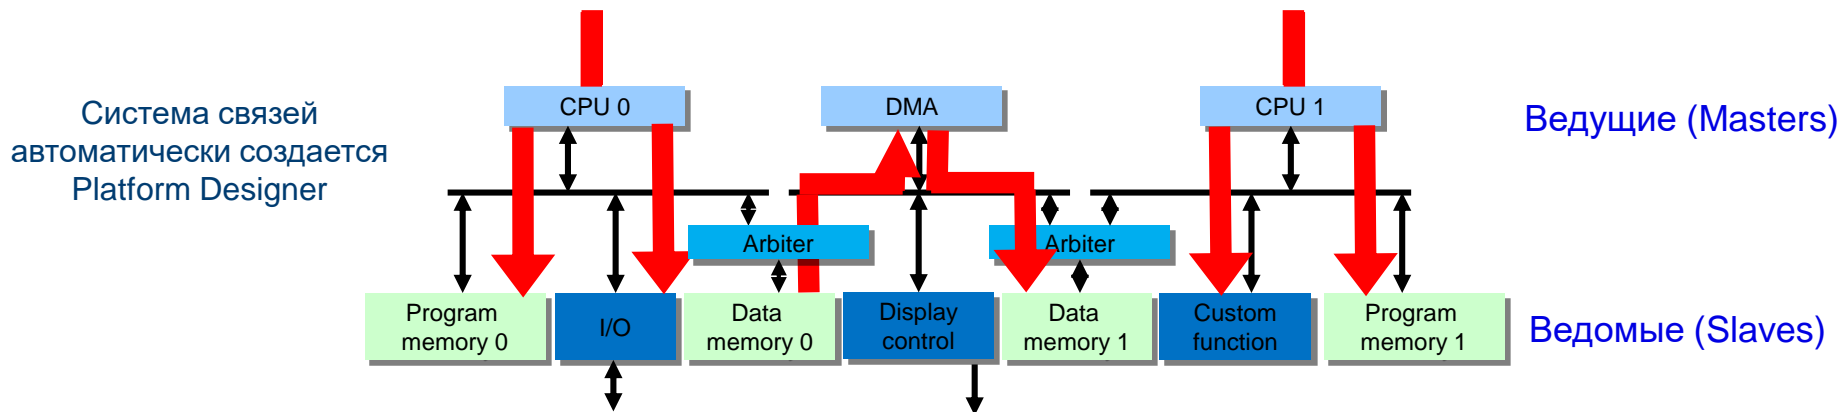 Система связей
автоматически создается
Platform Designer
CPU 0
DMA
CPU 1
Ведущие (Masters)
Arbiter
Arbiter
Program
memory 0
I/O
Data
memory 0
Display
control
Data
memory 1
Custom
function
Program
memory 1
Ведомые (Slaves)